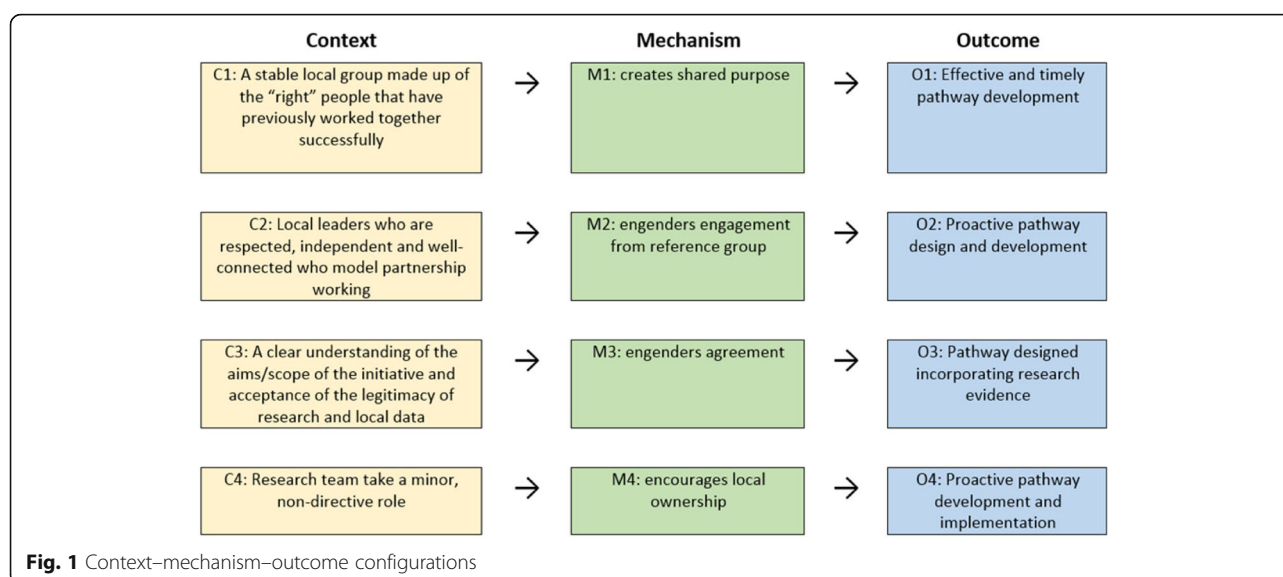 Context
Mechanism
Outcome
C1: A stable local group made up of
the “right” people that have
previously worked together
successfully
→
M1: creates shared purpose
→
O1: Effective and timely
pathway development
C2: Local leaders who are
respected, independent and well-
connected who model partnership
working
→
M2: engenders engagement
from reference group
→
O2: Proactive pathway
design and development
C3: A clear understanding of the
aims/scope of the initiative and
acceptance of the legitimacy of
research and local data
→
M3: engenders agreement
→
O3: Pathway designed
incorporating research
evidence
C4: Research team take a minor,
non-directive role
→
M4: encourages local
ownership
→
O4: Proactive pathway
development and
implementation
Fig. 1 Context–mechanism–outcome configurations